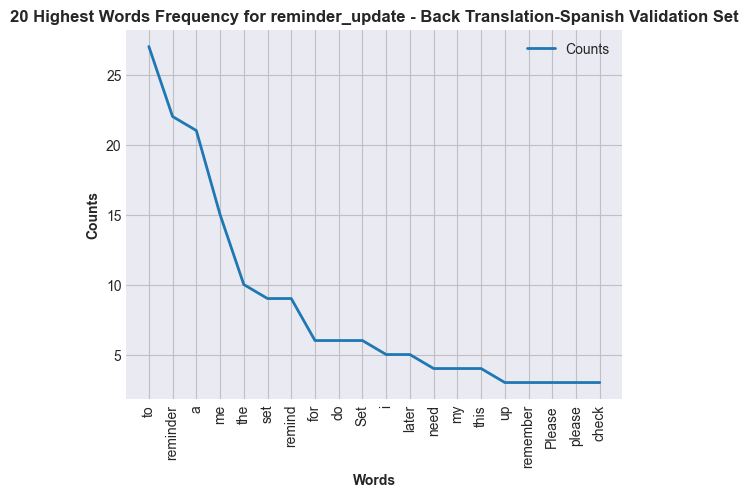 20 Highest Words Frequency for reminder_update - Back Translation-Spanish Validation Set
Counts
25
20
15
10
5
Counts
to
reminder
a
me
the
set
remind
for
do
Set
i
later
need
my
this
up
remember
Please
please
check
Words